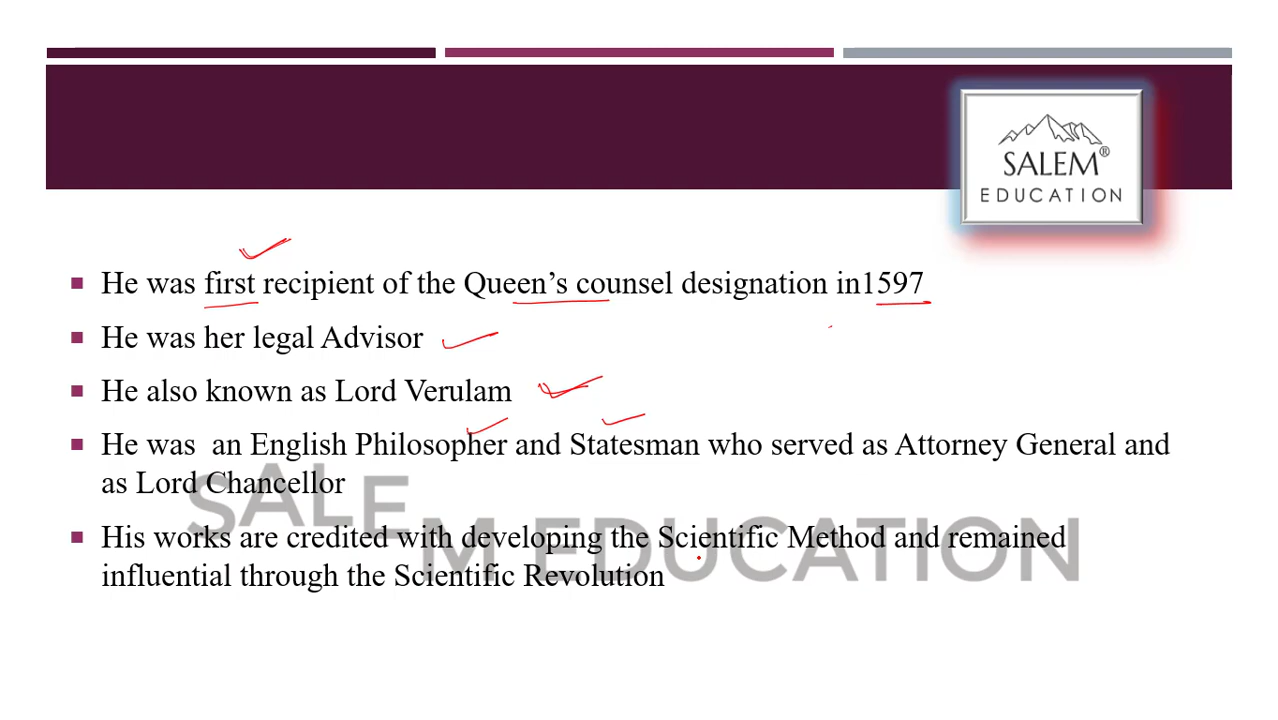 SALEM®
EDUCATION
He was first recipient of the Queen's counsel designation in1597
He was her legal Advisor
He also known as Lord Verulam
He was an English Philosopher and Statesman who served as Attorney General and
as Lord Chancellor
His works are credited with developing the Scientific Method and remained
influential through the Scientific Revolution
SALEM EDUCATION